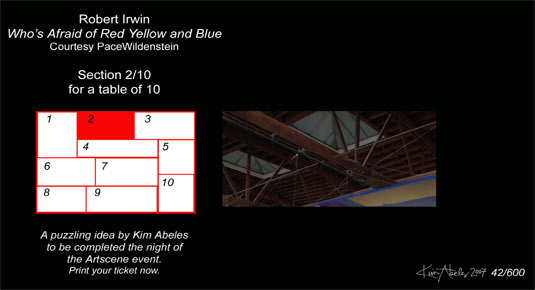 Robert Irwin
Who's Afraid of Red Yellow and Blue
Courtesy PaceWildenstein
Section 2/10
for a table of 10
1
2
3
4
5
6
7
8
9
10
A puzzling idea by Kim Abeles
to be completed the night of
the Artscene event.
Print your ticket now.
Kim Abeles 2007 42/600